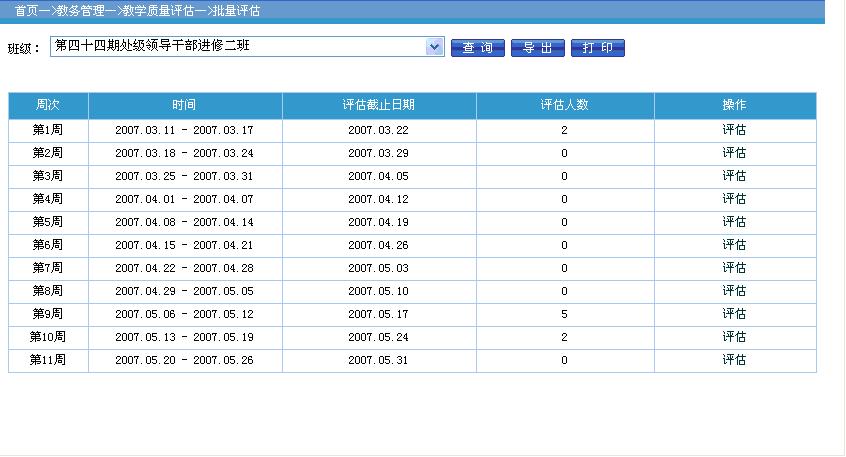 首页—>教务管理—>教学质量评估—>批量评估
班级： 第四十四期处级领导干部进修二班 查 询 导 出 打 印
周次 时间 评估截止日期 评估人数 操作
第1周 2007.03.11 - 2007.03.17 2007.03.22 2 评估
第2周 2007.03.18 - 2007.03.24 2007.03.29 0 评估
第3周 2007.03.25 - 2007.03.31 2007.04.05 0 评估
第4周 2007.04.01 - 2007.04.07 2007.04.12 0 评估
第5周 2007.04.08 - 2007.04.14 2007.04.19 0 评估
第6周 2007.04.15 - 2007.04.21 2007.04.26 0 评估
第7周 2007.04.22 - 2007.04.28 2007.05.03 0 评估
第8周 2007.04.29 - 2007.05.05 2007.05.10 0 评估
第9周 2007.05.06 - 2007.05.12 2007.05.17 5 评估
第10周 2007.05.13 - 2007.05.19 2007.05.24 2 评估
第11周 2007.05.20 - 2007.05.26 2007.05.31 0 评估